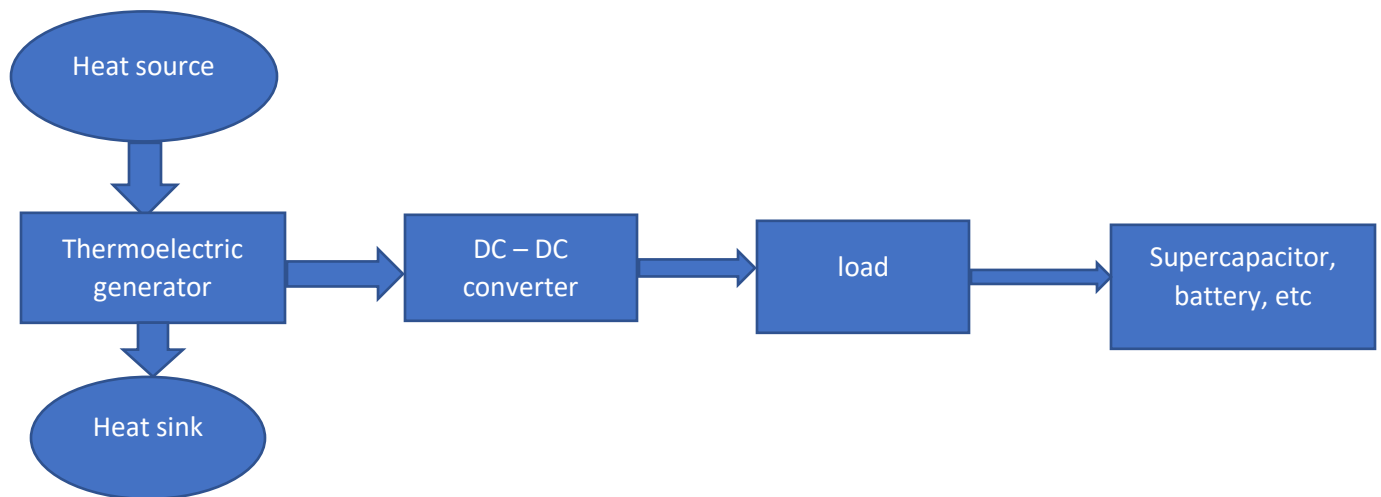 Heat source
Thermoelectric
generator
DC – DC
converter
load
Supercapacitor,
battery, etc
Heat sink